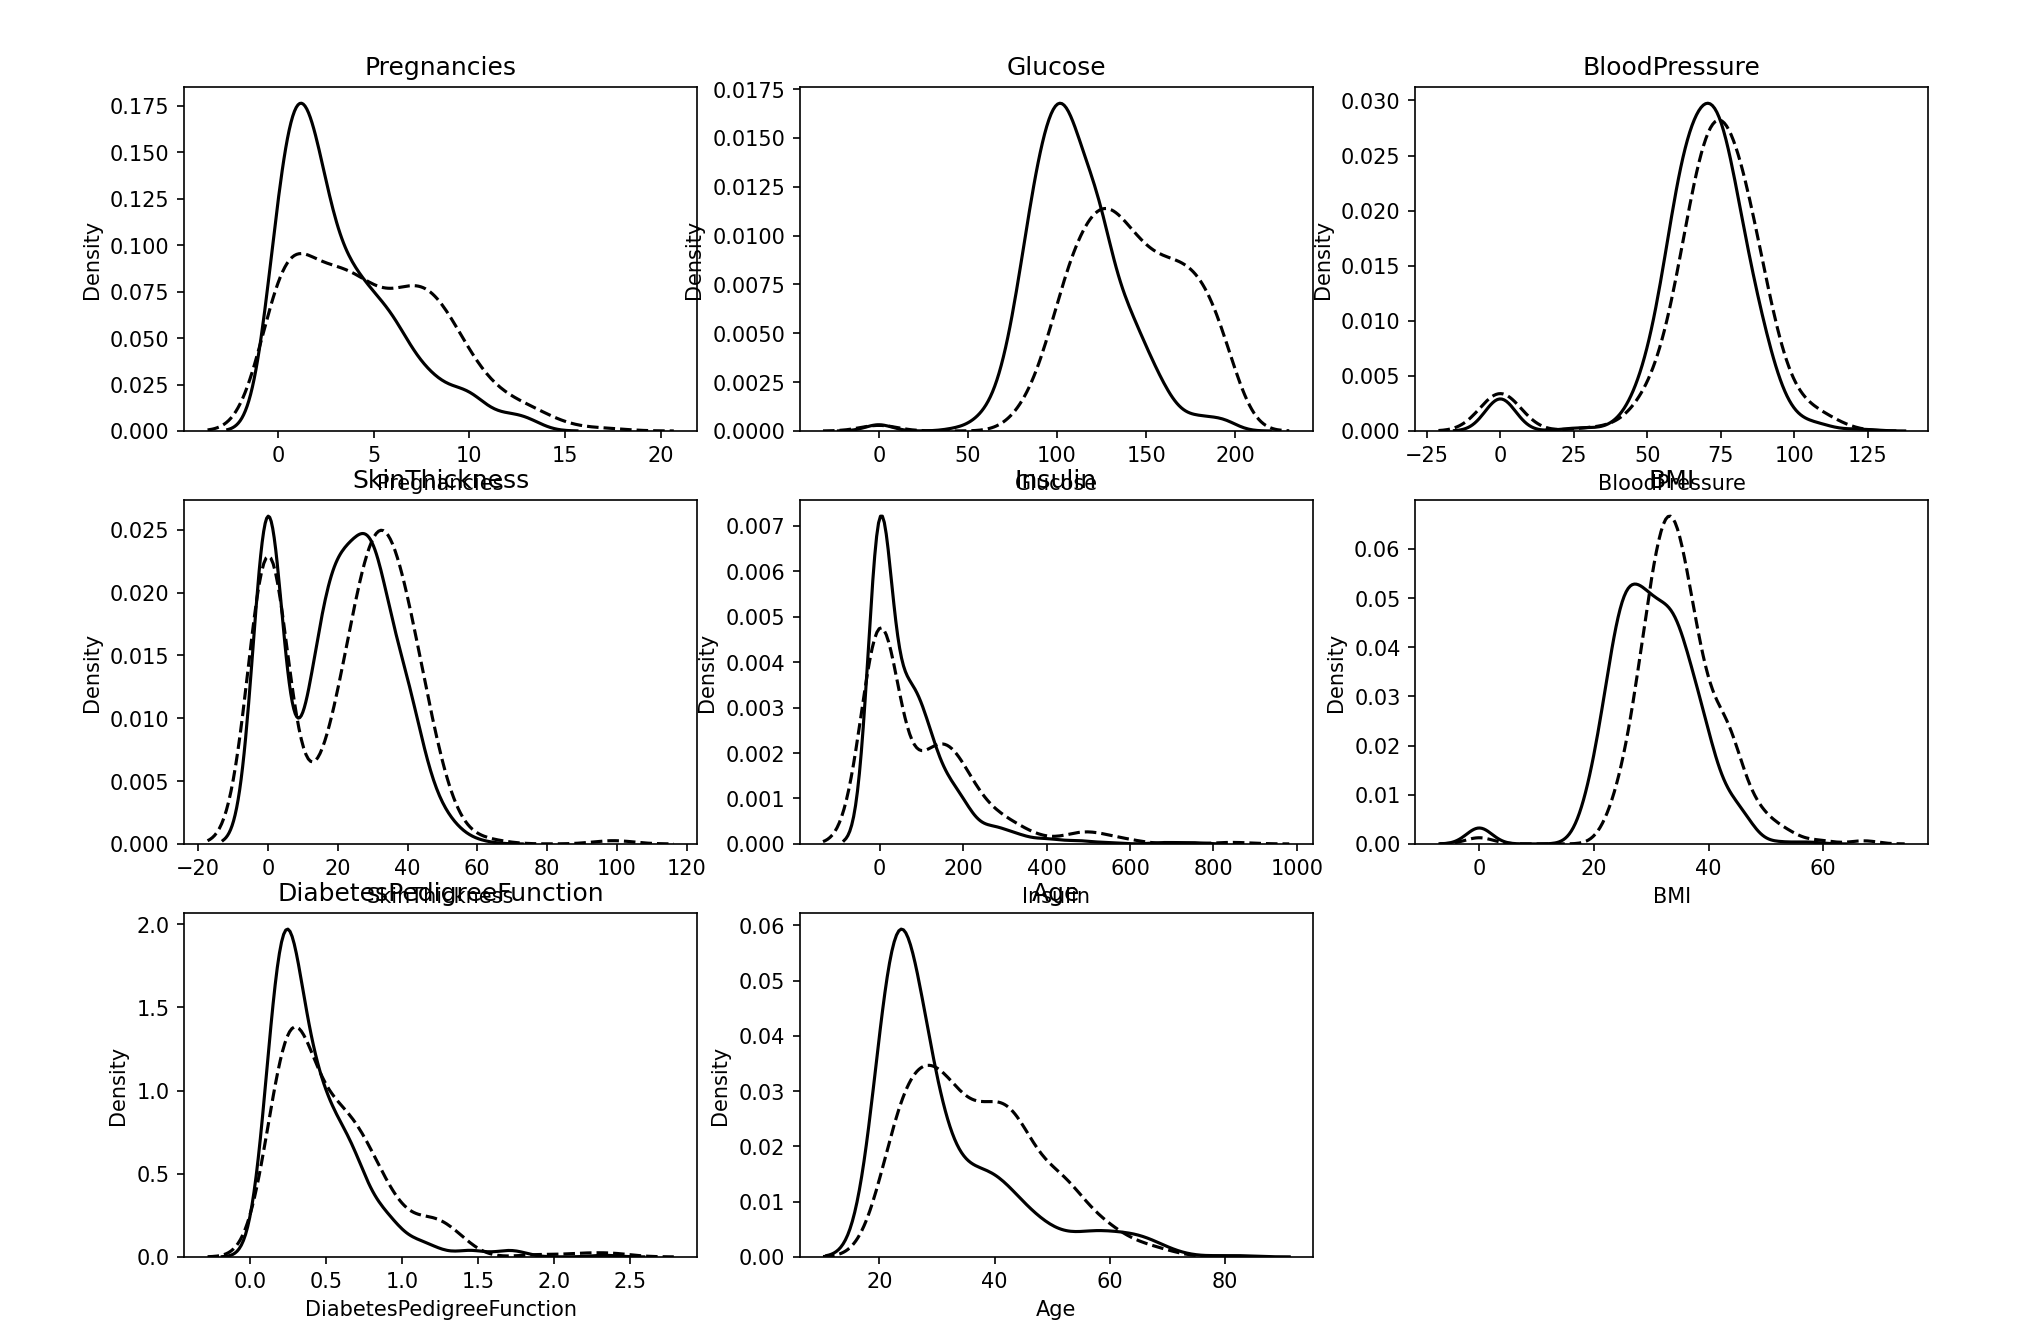 Pregnancies
Density
0.175
0.150
0.125
0.100
0.075
0.050
0.025
0.000
0 5 10 15 20
Pregnancies
Glucose
Density
0.0175
0.0150
0.0125
0.0100
0.0075
0.0050
0.0025
0.0000
0 50 100 150 200
Glucose
BloodPressure
Density
0.030
0.025
0.020
0.015
0.010
0.005
0.000
−25 0 25 50 75 100 125
BloodPressure
SkinThickness
Density
0.025
0.020
0.015
0.010
0.005
0.000
−20 0 20 40 60 80 100 120
SkinThickness
Insulin
Density
0.007
0.006
0.005
0.004
0.003
0.002
0.001
0.000
0 200 400 600 800 1000
Insulin
BMI
Density
0.06
0.05
0.04
0.03
0.02
0.01
0.00
0 20 40 60
BMI
DiabetesPedigreeFunction
Density
2.0
1.5
1.0
0.5
0.0
0.0 0.5 1.0 1.5 2.0 2.5
DiabetesPedigreeFunction
Age
Density
0.06
0.05
0.04
0.03
0.02
0.01
0.00
20 40 60 80
Age